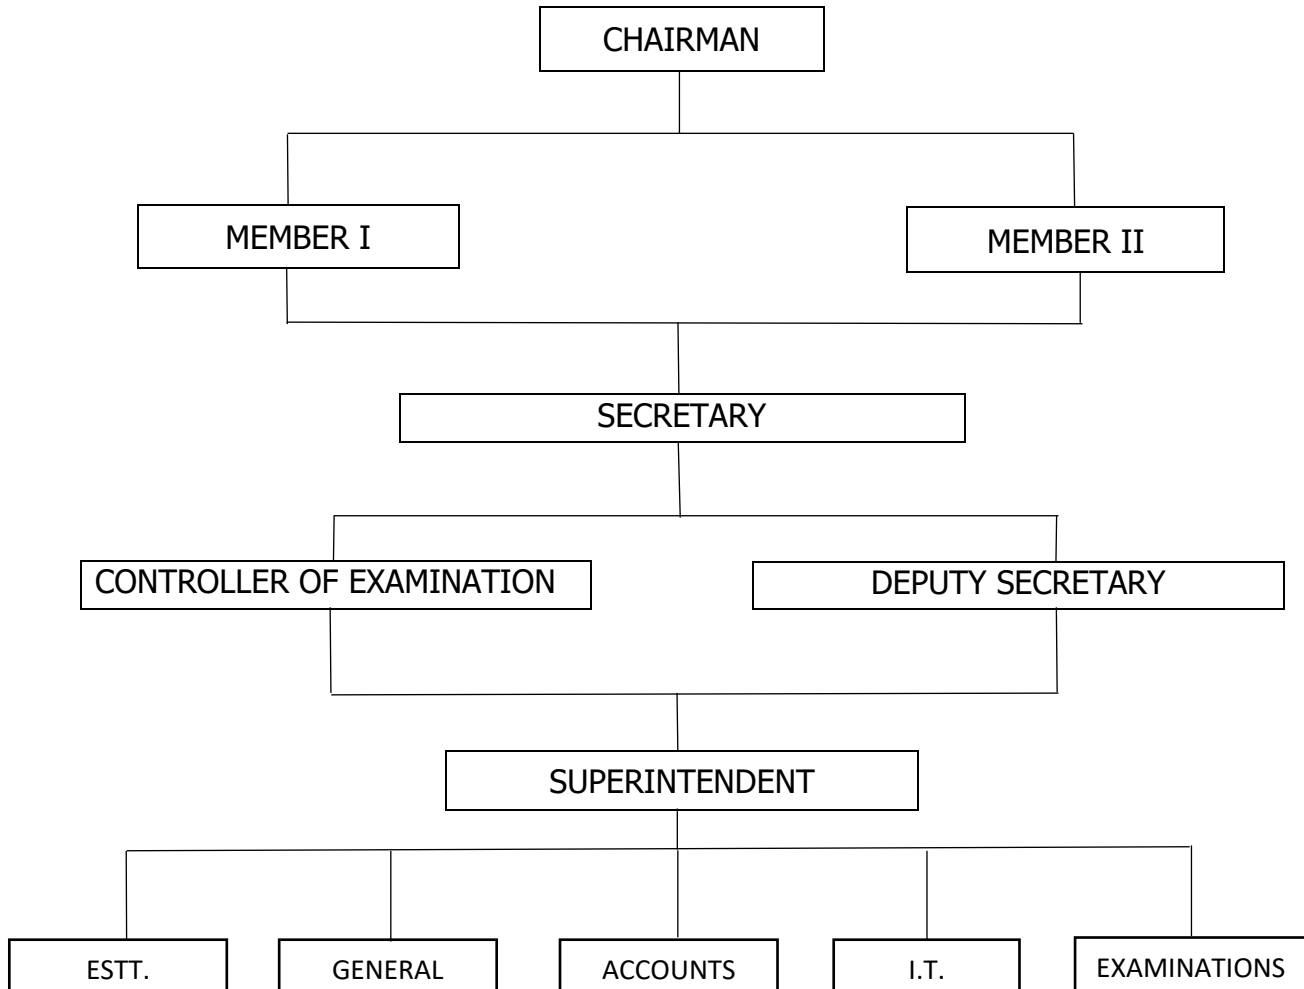 CHAIRMAN
MEMBER I
MEMBER II
SECRETARY
CONTROLLER OF EXAMINATION
DEPUTY SECRETARY
SUPERINTENDENT
ESTT.
GENERAL
ACCOUNTS
I.T.
EXAMINATIONS